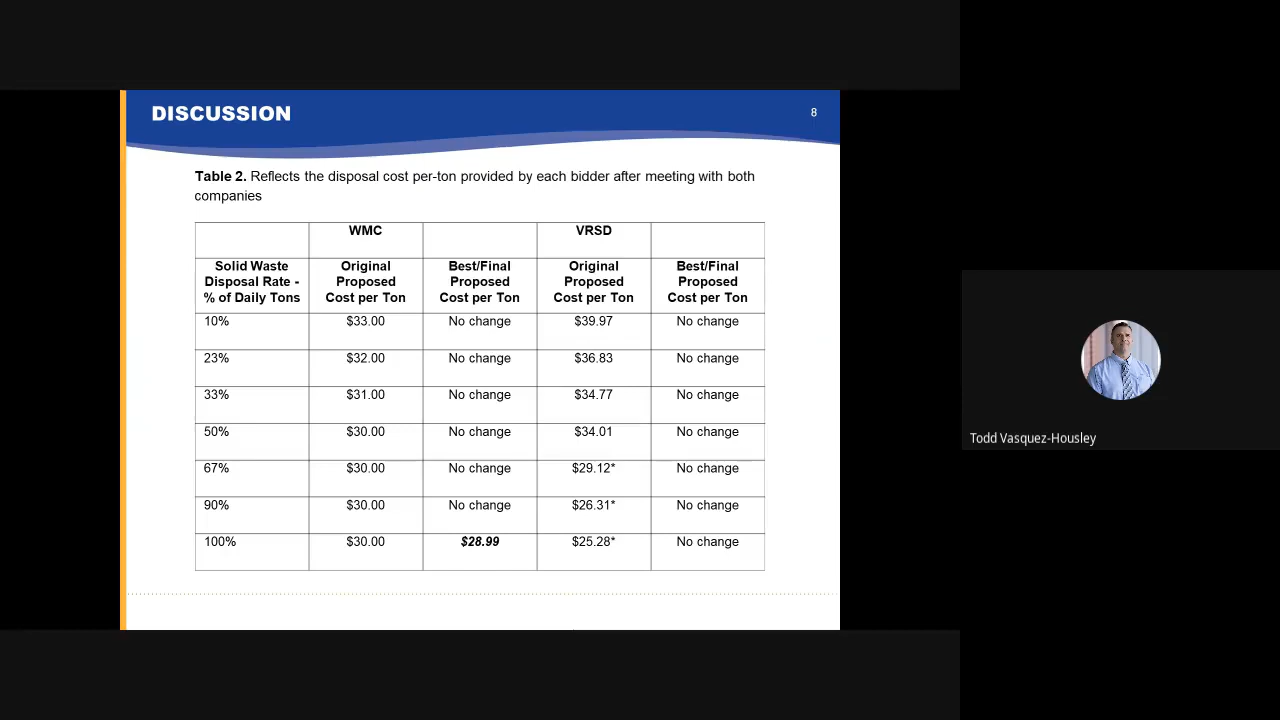 DISCUSSION
8
Table 2. Reflects the disposal cost per-ton provided by each bidder after meeting with both
companies
WMC VRSD
Solid Waste Disposal Rate - % of Daily Tons Original Proposed Cost per Ton Best/Final Proposed Cost per Ton Original Proposed Cost per Ton Best/Final Proposed Cost per Ton
10% $33.00 No change $39.97 No change
23% $32.00 No change $36.83 No change
33% $31.00 No change $34.77 No change
50% $30.00 No change $34.01 No change
67% $30.00 No change $29.12* No change
90% $30.00 No change $26.31* No change
100% $30.00 $28.99 $25.28* No change
Todd Vasquez-Housley